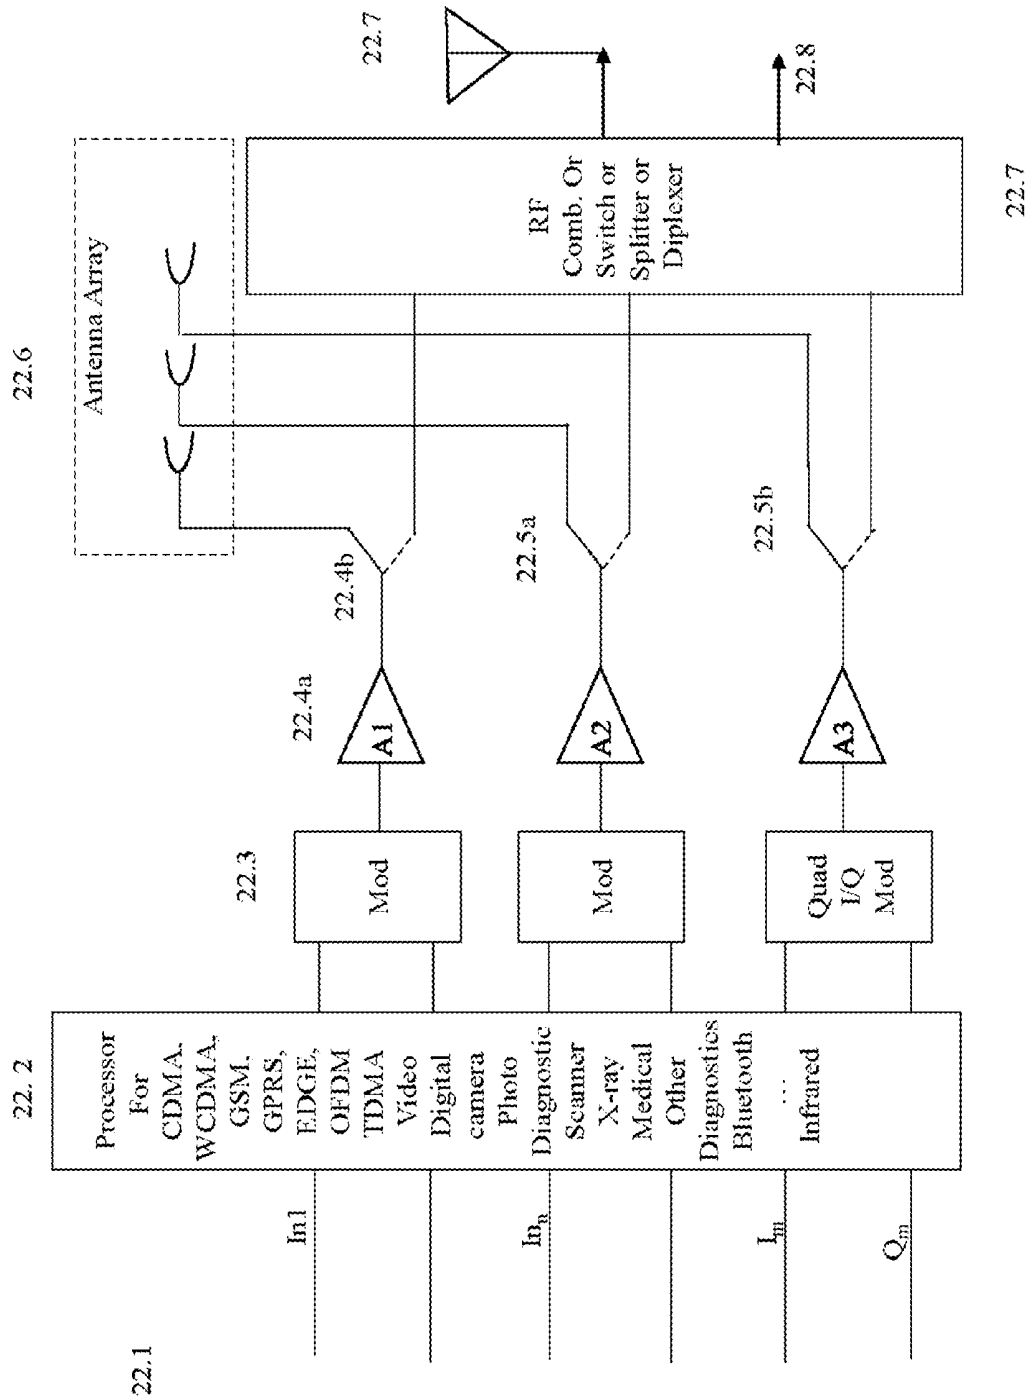 22.1
In1
In_n
I_m
Q_m
22. 2
Processor
For
CDMA,
WCDMA,
GSM,
GPRS,
EDGE,
OFDM
TDMA
Video
Digital
camera
Photo
Diagnostic
Scanner
X-ray
Medical
Other
Diagnostics
Bluetooth
...
Infrared
22.3
Mod
Mod
Quad
I/Q
Mod
22.4a
A1
A2
A3
22.4b
22.5a
22.5b
22.6
Antenna Array
RF
Comb. Or
Switch or
Splitter or
Diplexer
22.7
22.7
22.8